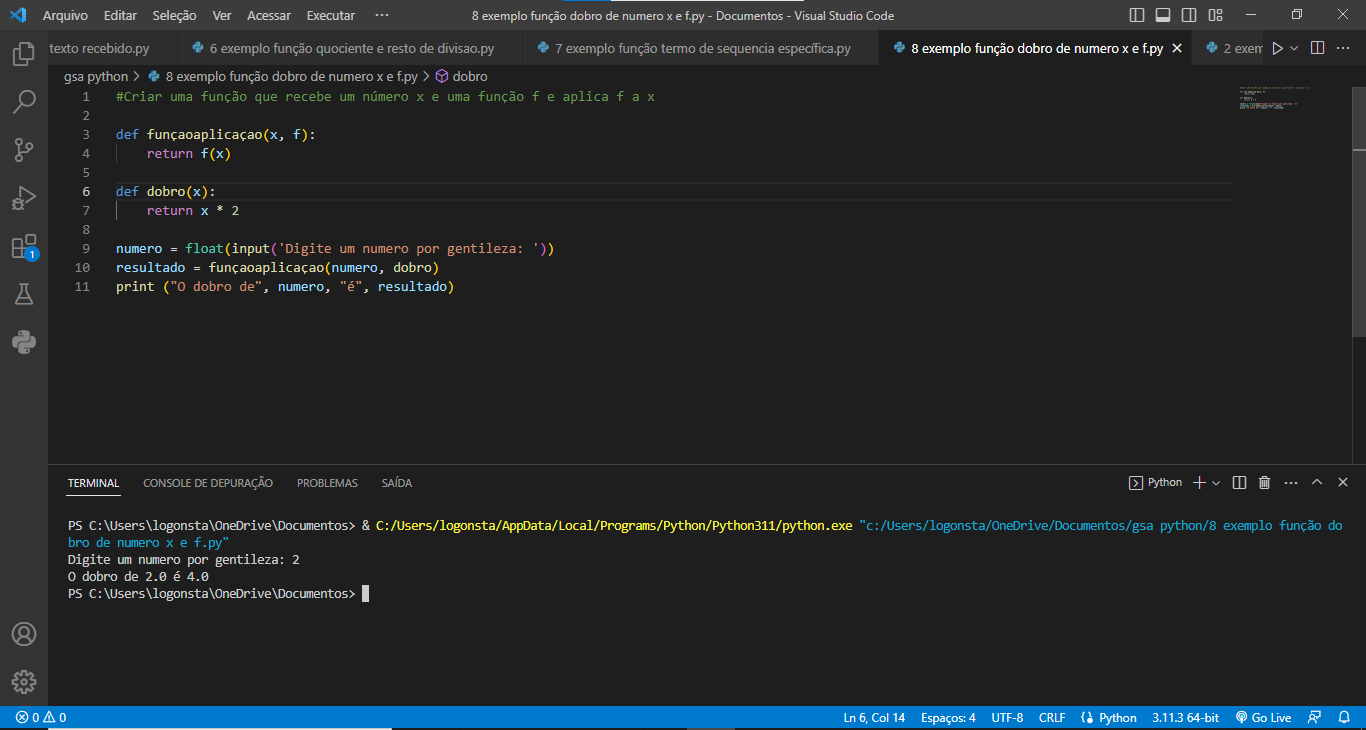 Arquivo Editar Seleção Ver Acessar Executar ··· 8 exemplo função dobro de numero x e f.py - Documentos - Visual Studio Code
texto recebido.py 6 exemplo função quociente e resto de divisao.py 7 exemplo função termo de sequencia específica.py 8 exemplo função dobro de numero x e f.py 2 exem
gsa python > 8 exemplo função dobro de numero x e f.py > dobro
1 #Criar uma função que recebe um número x e uma função f e aplica f a x
2
3 def funçaoaplicaçao(x, f):
4 return f(x)
5
6 def dobro(x):
7 return x * 2
8
9 numero = float(input('Digite um numero por gentileza: '))
10 resultado = funçaoaplicaçao(numero, dobro)
11 print ("O dobro de", numero, "é", resultado)
1
TERMINAL CONSOLE DE DEPURAÇÃO PROBLEMAS SAÍDA Python
PS C:\Users\logonsta\OneDrive\Documentos> & C:/Users/logonsta/AppData/Local/Programs/Python/Python311/python.exe "c:/Users/logonsta/OneDrive/Documentos/gsa python/8 exemplo função do
bro de numero x e f.py"
Digite um numero por gentileza: 2
O dobro de 2.0 é 4.0
PS C:\Users\logonsta\OneDrive\Documentos>
0 0 Ln 6, Col 14 Espaços: 4 UTF-8 CRLF Python 3.11.3 64-bit Go Live